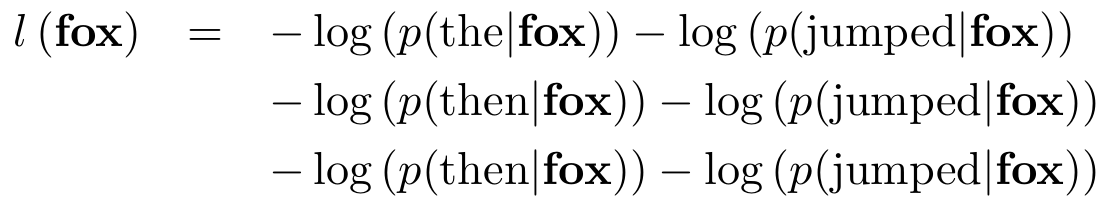 l (fox) = − log (p(the|fox)) − log (p(jumped|fox))
− log (p(then|fox)) − log (p(jumped|fox))
− log (p(then|fox)) − log (p(jumped|fox))